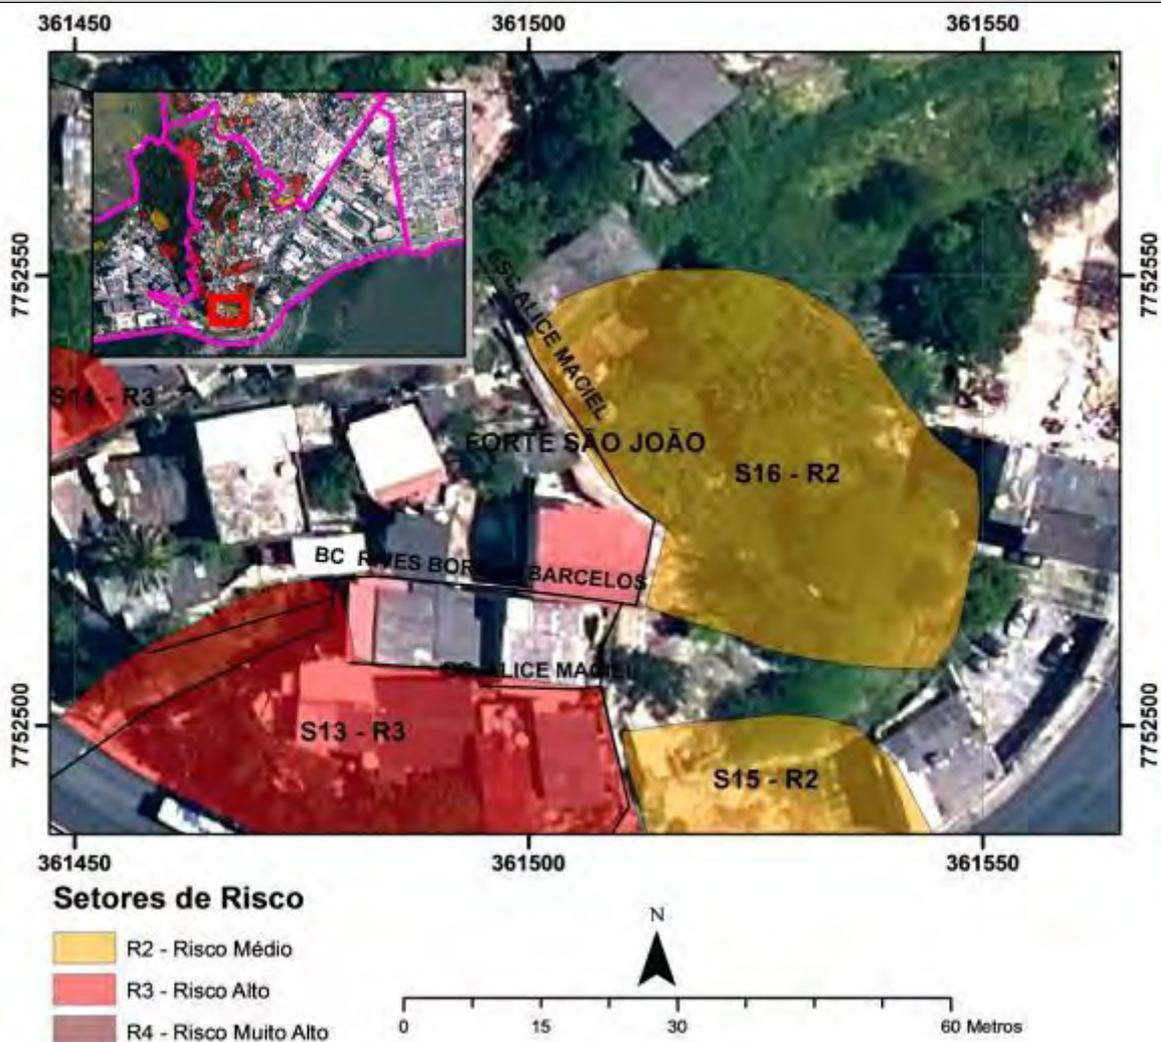 361450 361500 361550
7752550
7752550
ESC ALICE MACIEL
S14 - R3
FORTE SÃO JOÃO
S16 - R2
BC BARCELOS
ALICE MACIEL
S13 - R3
S15 - R2
7752500
7752500
361450 361500 361550
Setores de Risco
R2 - Risco Médio
R3 - Risco Alto
R4 - Risco Muito Alto
N
0 15 30 60 Metros